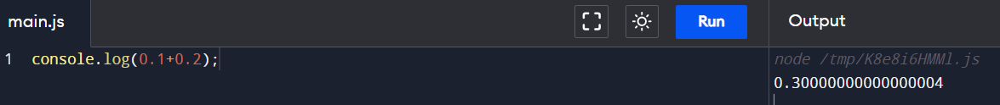 main.js
Run
Output
1 console.log(0.1+0.2);
node /tmp/K8e8i6HMMl.js
0.30000000000000004